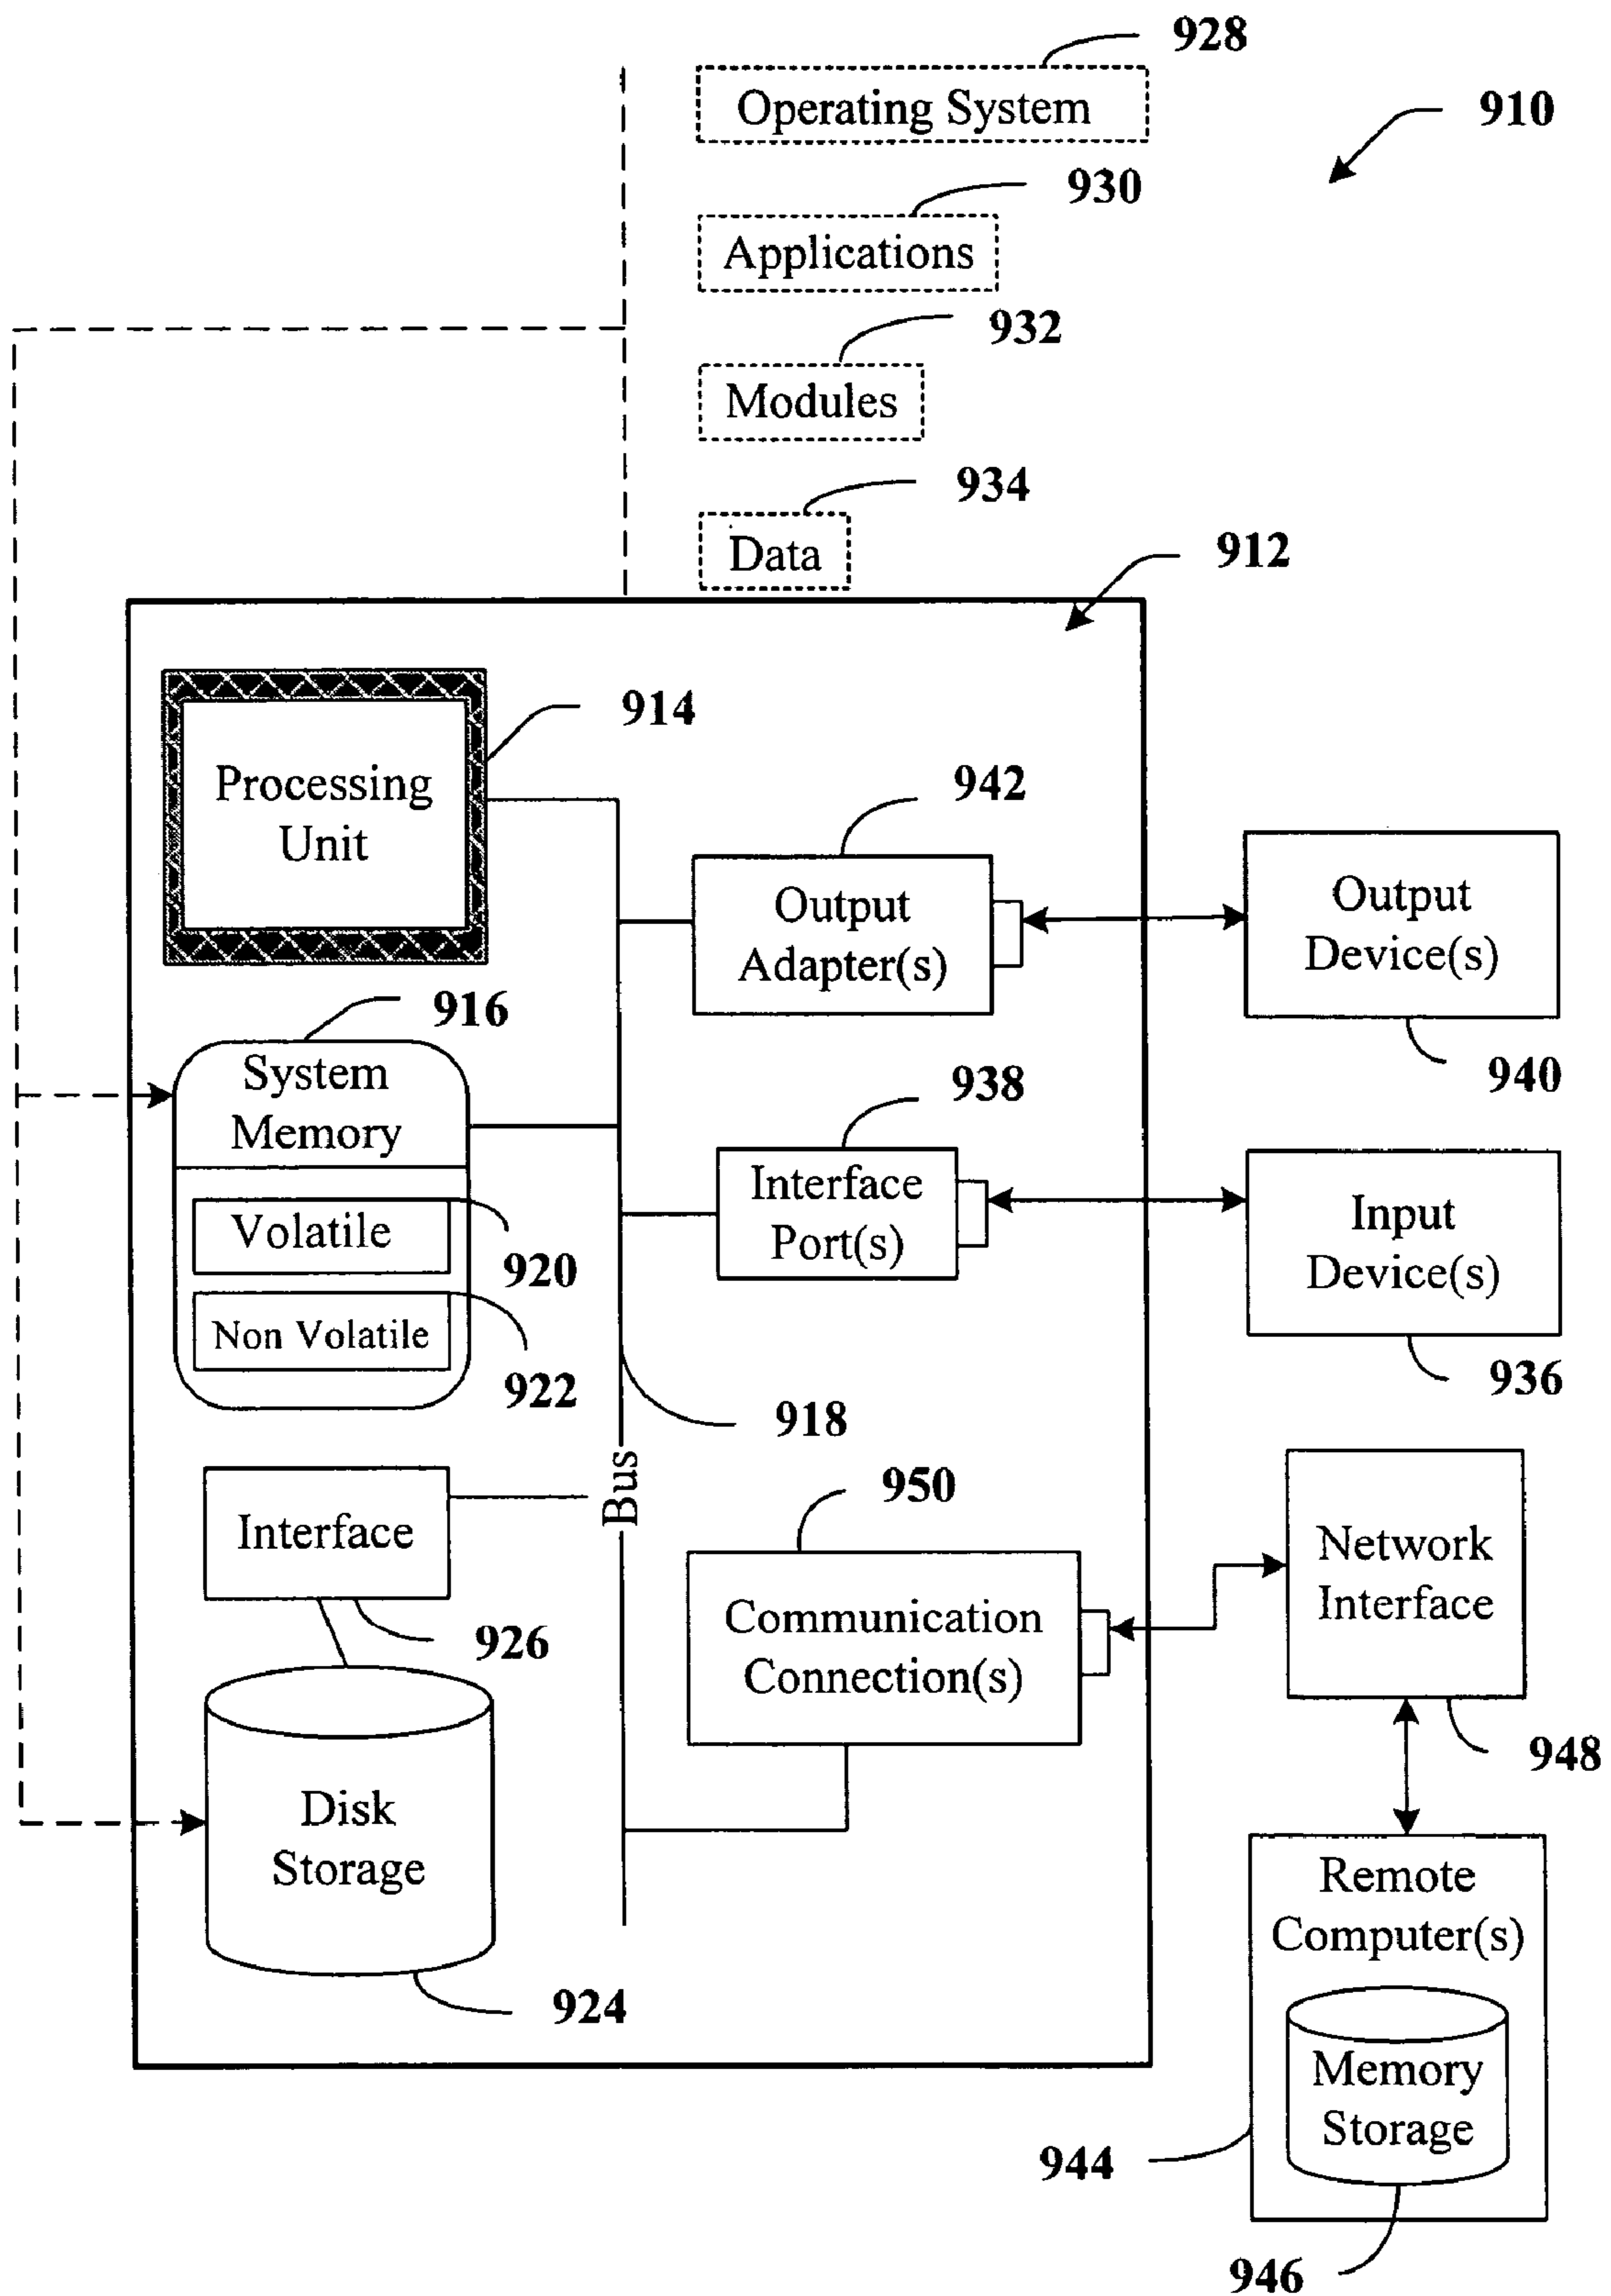 928
Operating System
910
930
Applications
932
Modules
934
Data
912
914
Processing
Unit
942
Output
Adapter(s)
Output
Device(s)
940
916
System
Memory
938
Interface
Port(s)
Input
Device(s)
936
Volatile
920
Non Volatile
922
918
Bus
950
Interface
926
Communication
Connection(s)
Network
Interface
948
Disk
Storage
924
Remote
Computer(s)
Memory
Storage
944
946